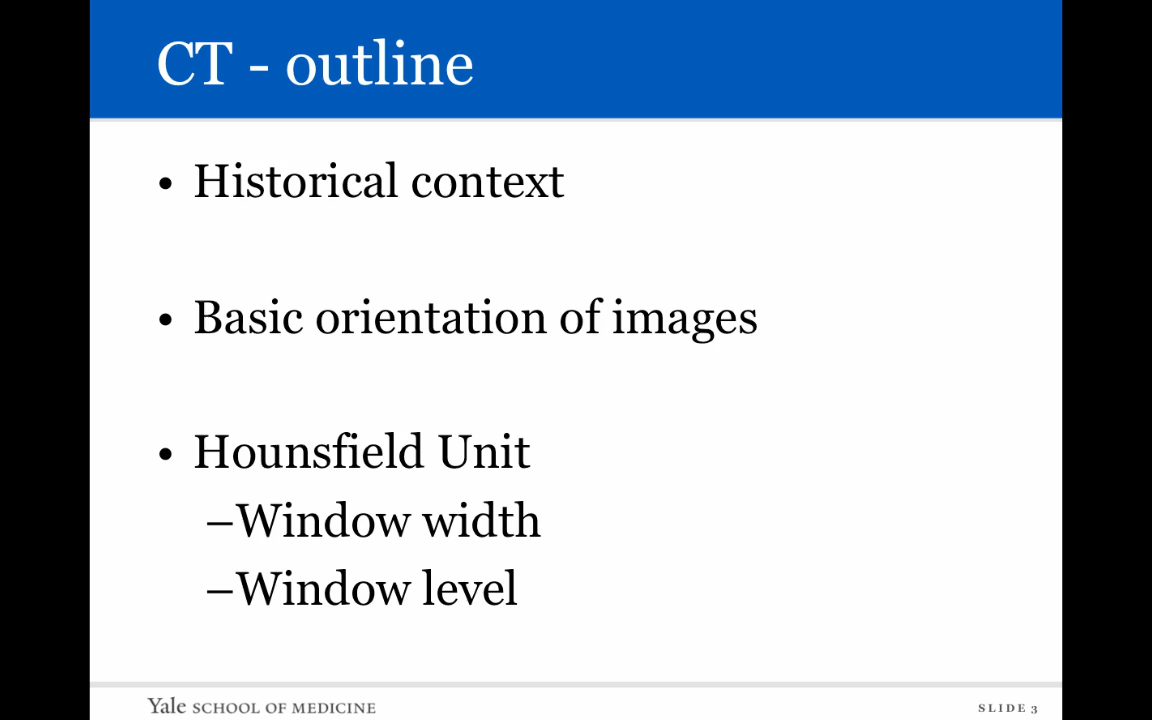 CT - outline
• Historical context
• Basic orientation of images
• Hounsfield Unit
–Window width
–Window level
Yale SCHOOL OF MEDICINE
SLIDE 3